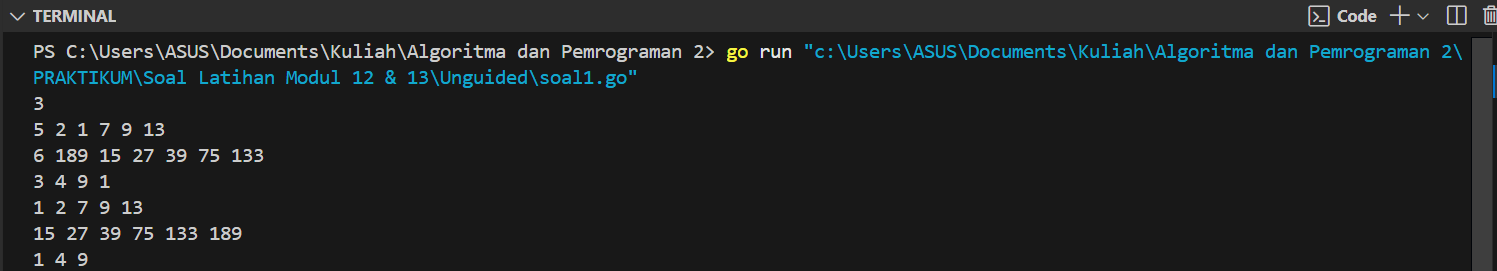 TERMINAL
Code
PS C:\Users\ASUS\Documents\Kuliah\Algoritma dan Pemrograman 2> go run "c:\Users\ASUS\Documents\Kuliah\Algoritma dan Pemrograman 2\
PRAKTIKUM\Soal Latihan Modul 12 & 13\Unguided\soal1.go"
3
5 2 1 7 9 13
6 189 15 27 39 75 133
3 4 9 1
1 2 7 9 13
15 27 39 75 133 189
1 4 9